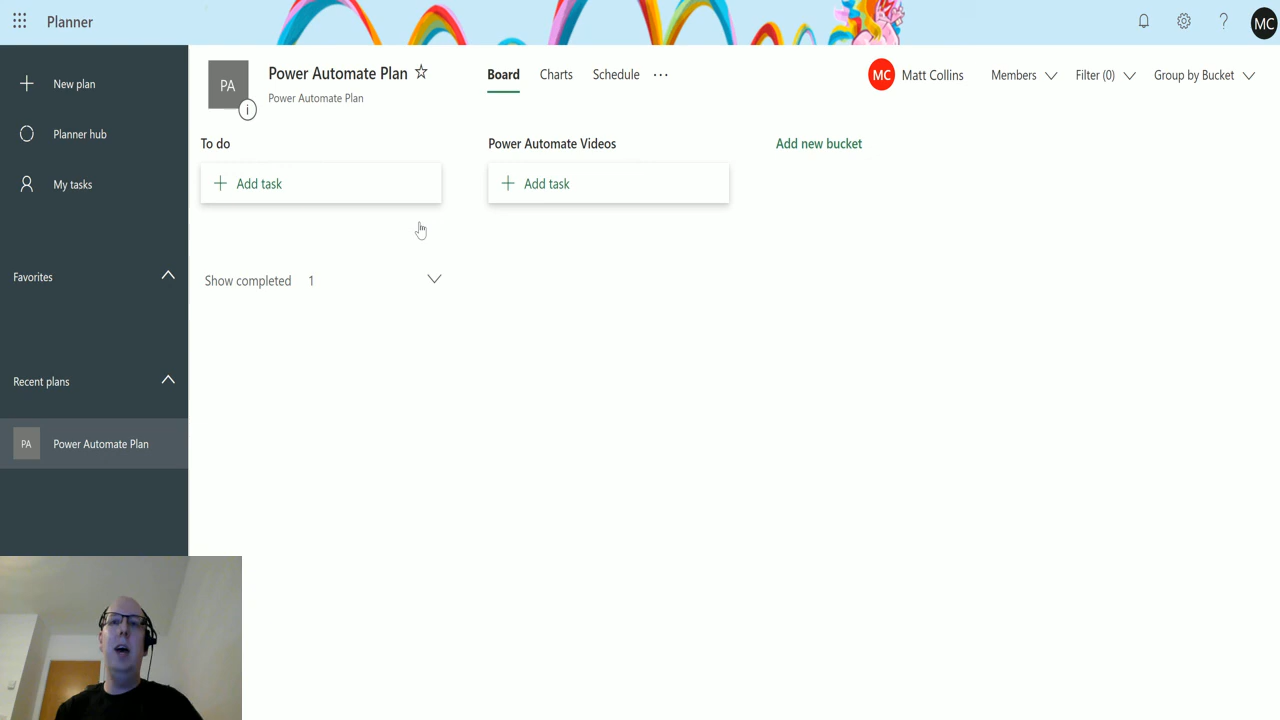 Planner
MC
New plan
Planner hub
My tasks
Favorites
Recent plans
PA
Power Automate Plan
PA
i
Power Automate Plan
Power Automate Plan
Board
Charts
Schedule
MC
Matt Collins
Members
Filter (0)
Group by Bucket
To do
Add task
Show completed 1
Power Automate Videos
Add task
Add new bucket